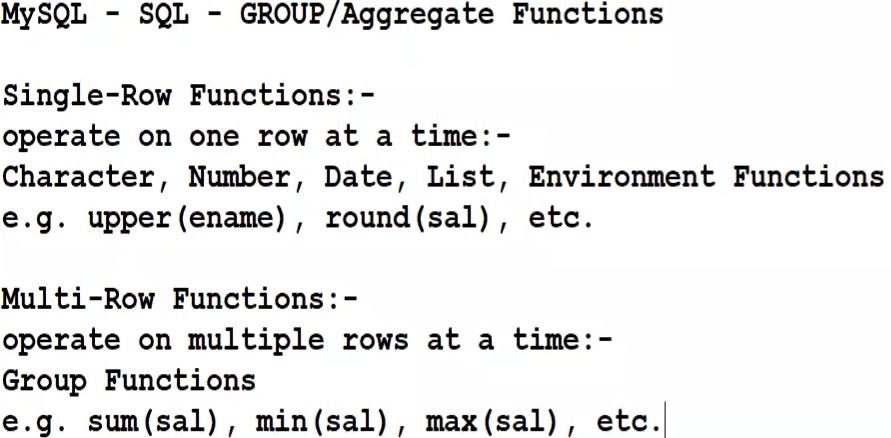 MySQL - SQL - GROUP/Aggregate Functions
Single-Row Functions:-
operate on one row at a time:-
Character, Number, Date, List, Environment Functions
e.g. upper(ename), round(sal), etc.
Multi-Row Functions:-
operate on multiple rows at a time:-
Group Functions
e.g. sum(sal), min(sal), max(sal), etc.